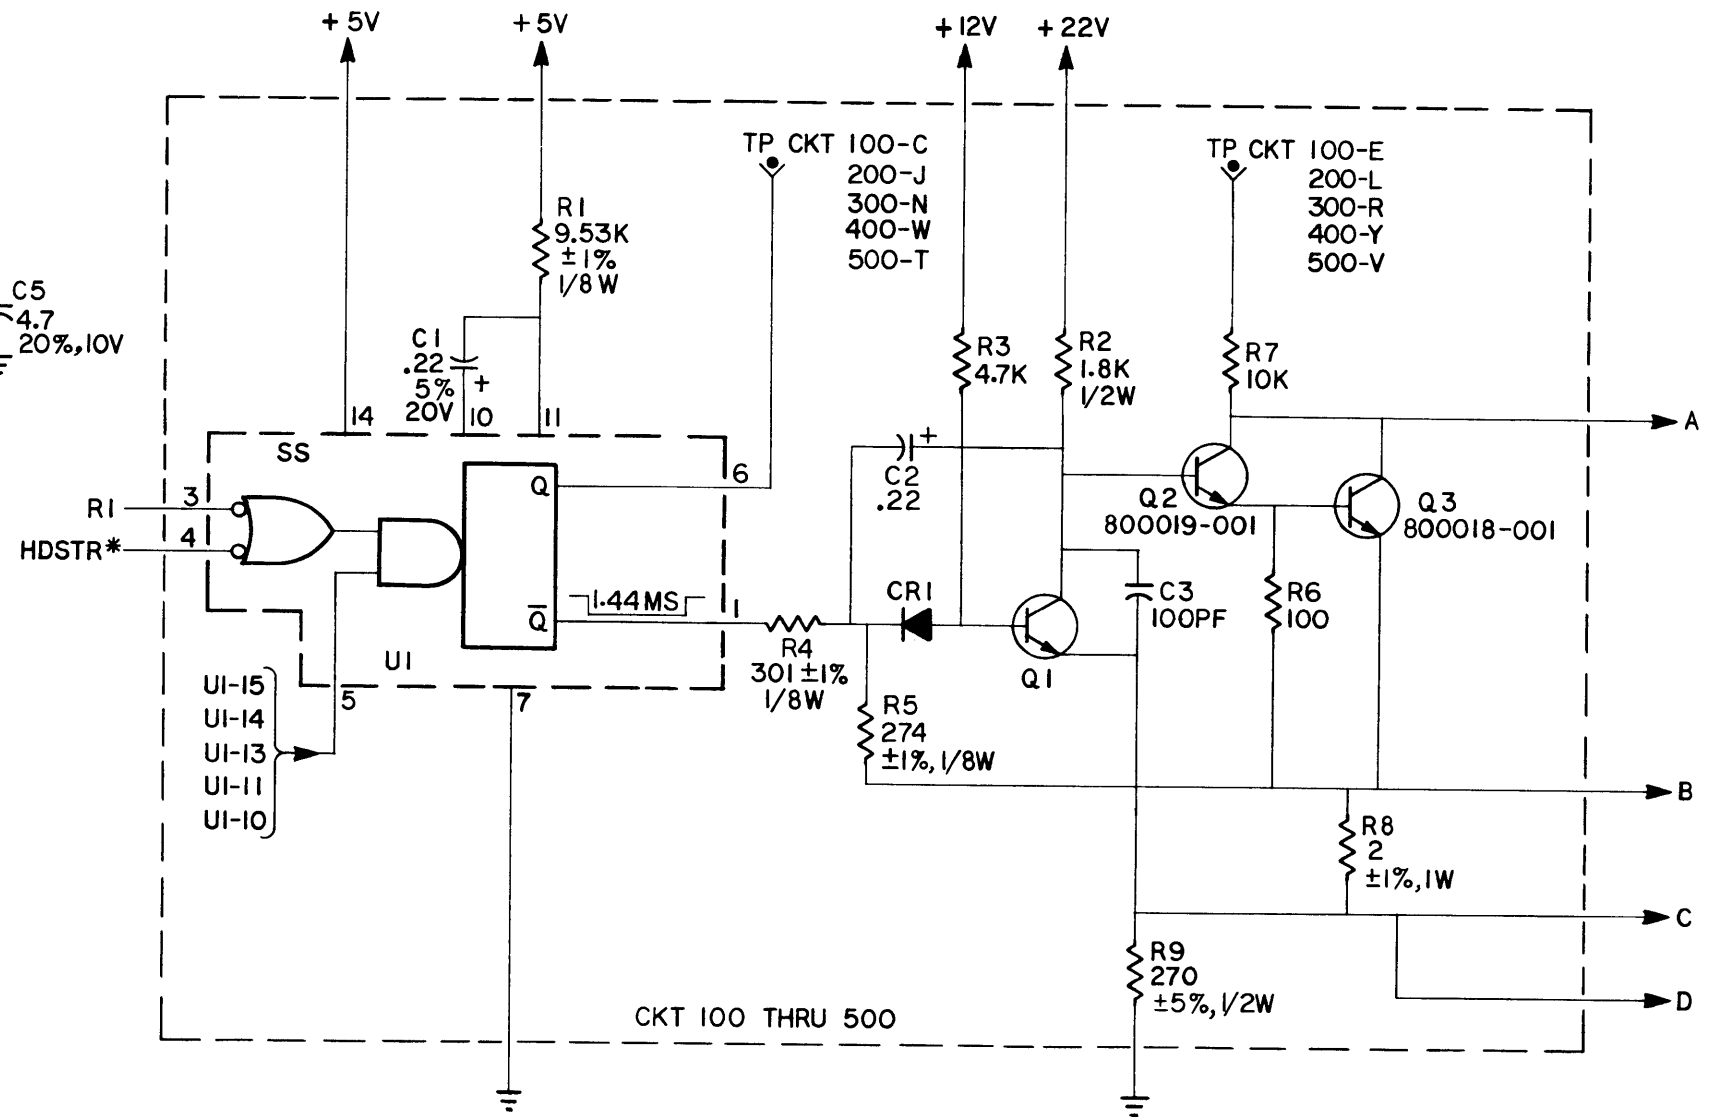 + 5V
+ 5V
+ 12V
+ 22V
TP CKT 100-C
200-J
300-N
400-W
500-T
TP CKT 100-E
200-L
300-R
400-Y
500-V
R1
9.53K
±1%
1/8W
C5
4.7
20%, 10V
C1
.22
5%
20V
+
14
10
11
R3
4.7K
R2
1.8K
1/2W
R7
10K
A
SS
C2
.22
+
6
Q
R1
3
HDSTR*
4
Q2
800019-001
Q3
800018-001
CR1
C3
100PF
R6
100
1.44MS
1
Q̅
R4
301 ±1%
1/8W
Q1
U1
5
7
U1-15
U1-14
U1-13
U1-11
U1-10
R5
274
±1%, 1/8W
B
R8
2
±1%, 1W
C
R9
270
±5%, 1/2W
D
CKT 100 THRU 500